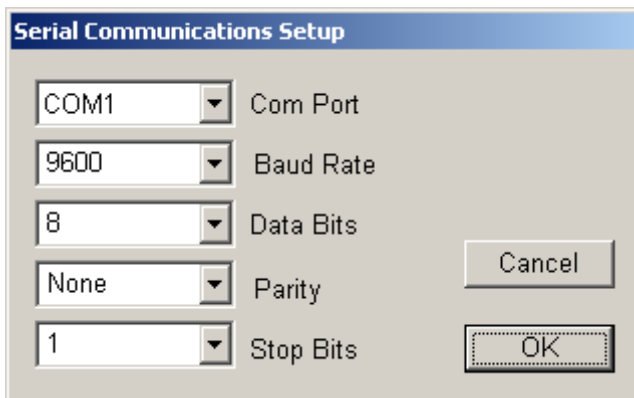 Serial Communications Setup
COM1 Com Port
9600 Baud Rate
8 Data Bits
None Parity
1 Stop Bits
Cancel
OK